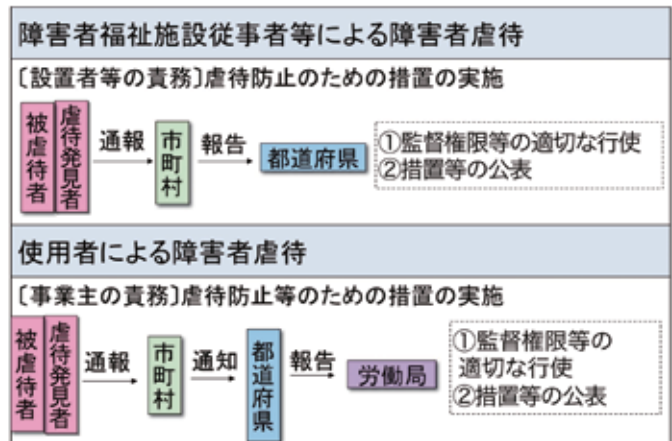 障害者福祉施設従事者等による障害者虐待
〔設置者等の責務〕虐待防止のための措置の実施
被虐待者
虐待発見者
通報
市町村
報告
都道府県
①監督権限等の適切な行使
②措置等の公表
使用者による障害者虐待
〔事業主の責務〕虐待防止等のための措置の実施
被虐待者
虐待発見者
通報
市町村
通知
都道府県
報告
労働局
①監督権限等の
適切な行使
②措置等の公表